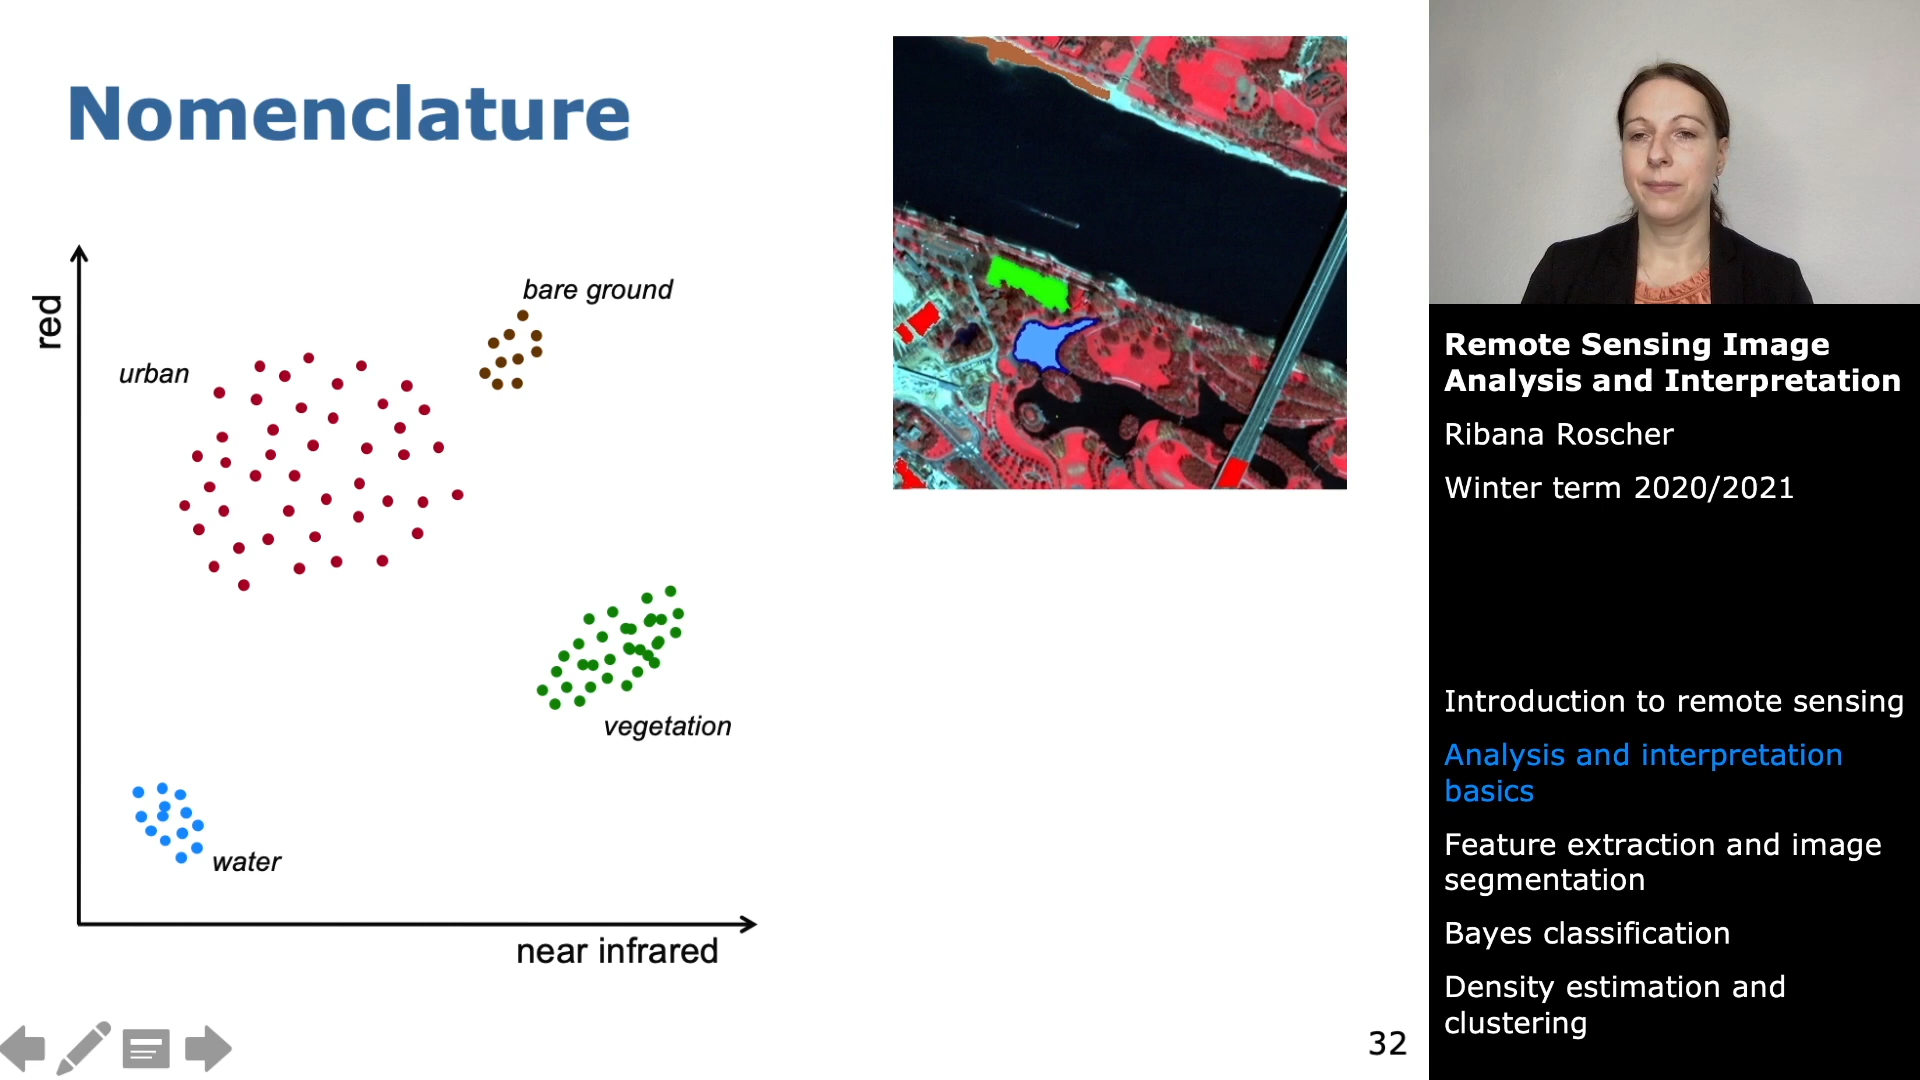 Nomenclature
red
bare ground
urban
vegetation
water
near infrared
32
Remote Sensing Image
Analysis and Interpretation
Ribana Roscher
Winter term 2020/2021
Introduction to remote sensing
Analysis and interpretation
basics
Feature extraction and image
segmentation
Bayes classification
Density estimation and
clustering